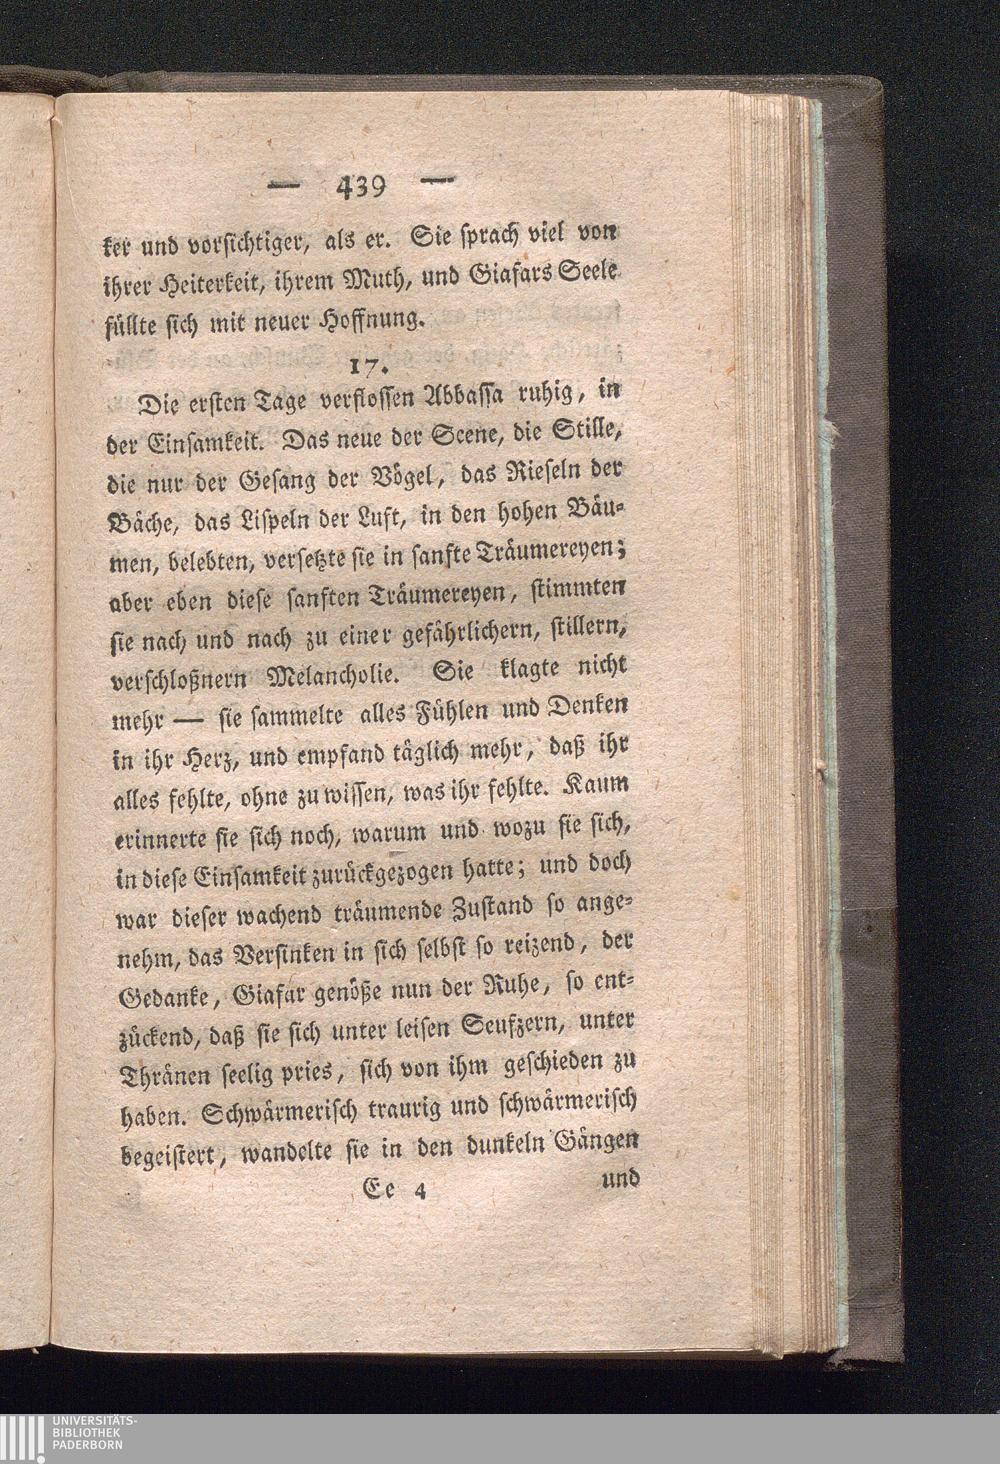 — 439 —
ker und vorsichtiger, als er. Sie sprach viel von
ihrer Heiterkeit, ihrem Muth, und Giafars Seele
füllte sich mit neuer Hoffnung.
17.
Die ersten Tage verflossen Abbassa ruhig, in
der Einsamkeit. Das neue der Scene, die Stille,
die nur der Gesang der Vögel, das Rieseln der
Bäche, das Lispeln der Luft, in den hohen Bäu-
men, belebten, versetzte sie in sanfte Träumereyen;
aber eben diese sanften Träumereyen, stimmten
sie nach und nach zu einer gefährlichern, stillern,
verschloßnern Melancholie. Sie klagte nicht
mehr — sie sammelte alles Fühlen und Denken
in ihr Herz, und empfand täglich mehr, daß ihr
alles fehlte, ohne zu wissen, was ihr fehlte. Kaum
erinnerte sie sich noch, warum und wozu sie sich,
in diese Einsamkeit zurückgezogen hatte; und doch
war dieser wachend träumende Zustand so ange-
nehm, das Versinken in sich selbst so reizend, der
Gedanke, Giafar genöße nun der Ruhe, so ent-
zückend, daß sie sich unter leisen Seufzern, unter
Thränen seelig pries, sich von ihm geschieden zu
haben. Schwärmerisch traurig und schwärmerisch
begeistert, wandelte sie in den dunkeln Gängen
Ee 4 und
UNIVERSITÄTS-
BIBLIOTHEK
PADERBORN